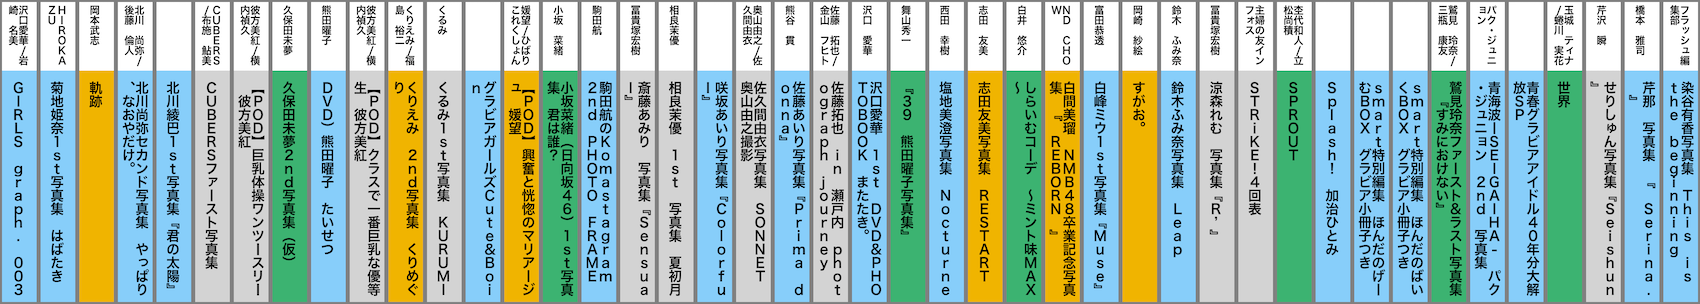 フラッシュ編
集部
染谷有香写真集 This is
the beginning
橋本 雅司
芹那 写真集 『 Serina.
』
芹沢 瞬
せりしゅん写真集『Seishun
』
玉城 ティナ
/蜷川 実花
世界
青春グラビアアイドル40年分大解
放SP
パク・ジュニ
ヨン
青海波-SEIGAIHA- パク
・ジュニョン 2nd 写真集
鷲見 玲奈/
三瓶 康友
鷲見玲奈ファースト&ラスト写真集
『すみにおけない』
smart特別編集 ほんだのばい
くBOX グラビア小冊子つき
smart特別編集 ほんだのげー
むBOX グラビア小冊子つき
Splash! 加治ひとみ
李代和人/立
松尚積
SPROUT
主婦の友イン
フォス
STRiKE!4回表
冨貴塚宏樹
涼森れむ 写真集『R'』
鈴木 ふみ奈
鈴木ふみ奈写真集 Leap
岡崎 紗絵
すがお。
富田恭透
白峰ミウ1st写真集『Muse』
ND CHO
W
白間美瑠 NMB48卒業記念写真
集 『 REBORN 』
白井 悠介
しらいむコーデ ~ミント味MAX
~
志田 友美
志田友美写真集 RESTART
西田 幸樹
塩地美澄写真集 Nocturne
舞山秀一
『39 熊田曜子写真集』
沢口 愛華
沢口愛華 1st DVD&PHO
TOBOOK またたき。
佐藤 拓也/
金山 フヒト
佐藤拓也 in 瀬戸内 phot
ograph journey
熊谷 貫
佐藤あいり写真集『Prima d
onna』
奥山由之/佐
久間由衣
佐久間由衣写真集 SONNET
奥山由之撮影
咲坂あいり写真集『Colorfu
l』
相良茉優
相良茉優 1st 写真集 夏初月
冨貴塚宏樹
斎藤あみり 写真集『Sensua
l』
駒田航
駒田航のKomastagram
2nd PHOTO FRAME
小坂 菜緒
小坂菜緒(日向坂46)1st写真
集 君は誰?
媛望/ひばり
これくしょん
【POD】興奮と恍惚のマリアージ
ュ 媛望
グラビアガールズCute&Boi
n
くるみ
くるみ1st写真集 KURUMI
くりえみ/福
島 裕二
くりえみ 2nd写真集 くりめぐ
り
彼方美紅/横
内禎久
【POD】クラスで一番巨乳な優等
生 彼方美紅
熊田曜子
DVD)熊田曜子 たいせつ
久保田未夢
久保田未夢2nd写真集(仮)
彼方美紅/横
内禎久
【POD】巨乳体操ワンツースリー
彼方美紅
CUBERS
/布施 鮎美
CUBERSファースト写真集
北川綾巴1st写真集『君の太陽』
北川 尚弥/
後藤 倫人
北川尚弥セカンド写真集 やっぱり
、なおやだけ。
岡本武志
軌跡
HIROKA
ZU
菊地姫奈1st写真集 はばたき
沢口愛華/岩
崎 名美
GIRLS graph. 003